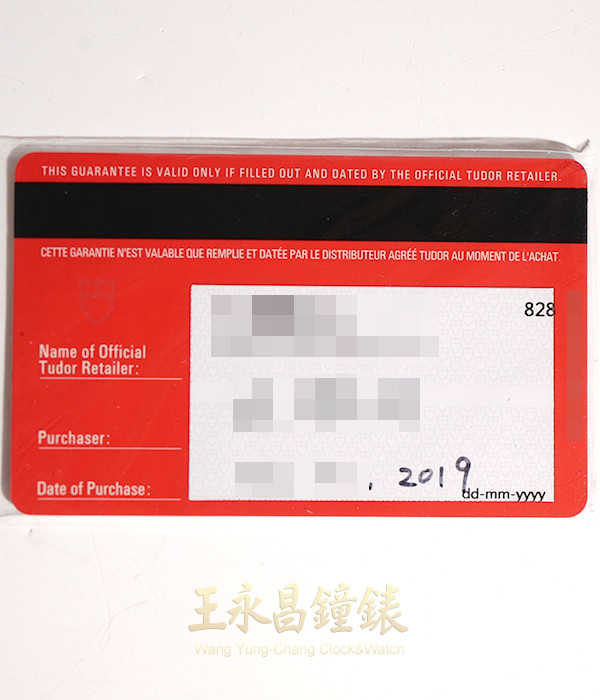 THIS GUARANTEE IS VALID ONLY IF FILLED OUT AND DATED BY THE OFFICIAL TUDOR RETAILER.
CETTE GARANTIE N'EST VALABLE QUE REMPLIE ET DATÉE PAR LE DISTRIBUTEUR AGRÉÉ TUDOR AU MOMENT DE L'ACHAT.
828
Name of Official
Tudor Retailer:
Purchaser:
Date of Purchase:
, 2019
dd-mm-yyyy
王永昌鐘錶
Wang Yung-Chang Clock&Watch